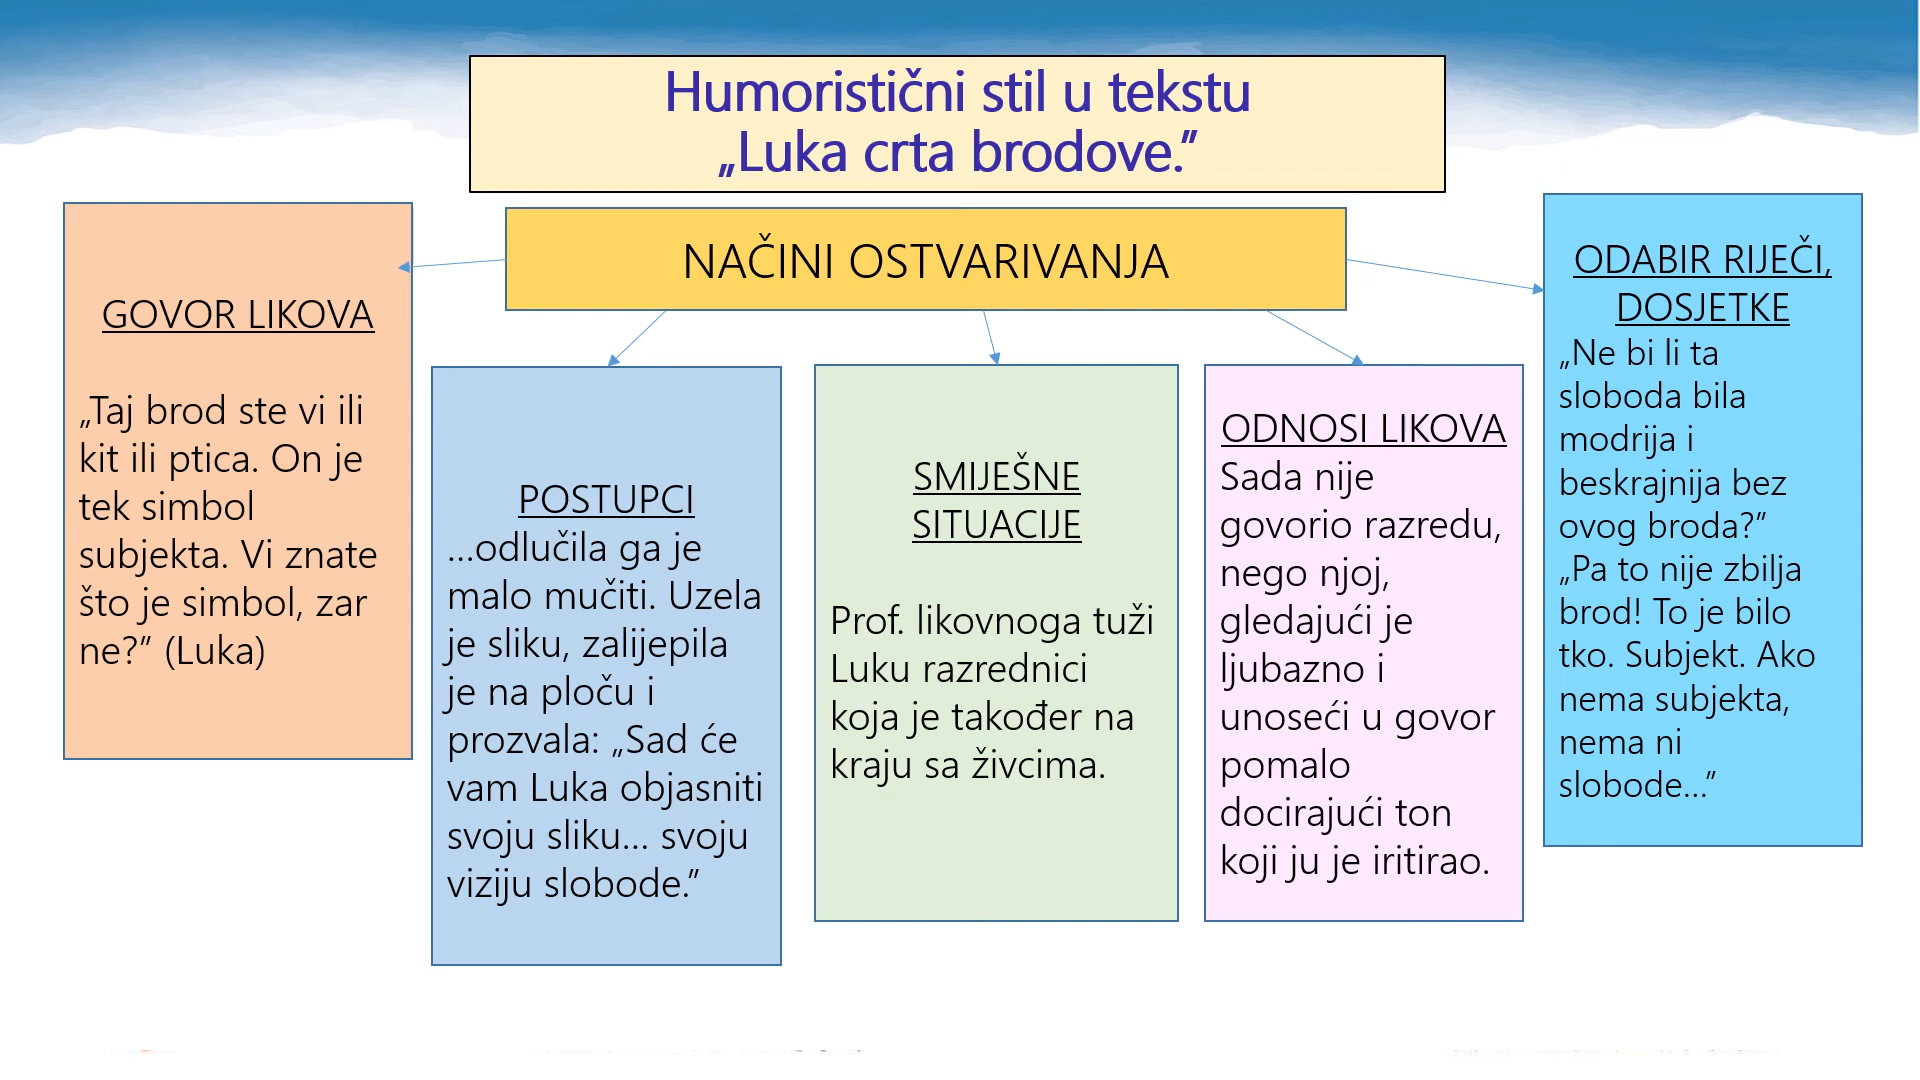 Humoristični stil u tekstu
„Luka crta brodove.”
NAČINI OSTVARIVANJA
GOVOR LIKOVA
„Taj brod ste vi ili
kit ili ptica. On je
tek simbol
subjekta. Vi znate
što je simbol, zar
ne?” (Luka)
POSTUPCI
...odlučila ga je
malo mučiti. Uzela
je sliku, zalijepila
je na ploču i
prozvala: „Sad će
vam Luka objasniti
svoju sliku... svoju
viziju slobode.”
SMIJEŠNE
SITUACIJE
Prof. likovnoga tuži
Luku razrednici
koja je također na
kraju sa živcima.
ODNOSI LIKOVA
Sada nije
govorio razredu,
nego njoj,
gledajući je
ljubazno i
unoseći u govor
pomalo
docirajući ton
koji ju je iritirao.
ODABIR RIJEČI,
DOSJETKE
„Ne bi li ta
sloboda bila
modrija i
beskrajnija bez
ovog broda?”
„Pa to nije zbilja
brod! To je bilo
tko. Subjekt. Ako
nema subjekta,
nema ni
slobode...”